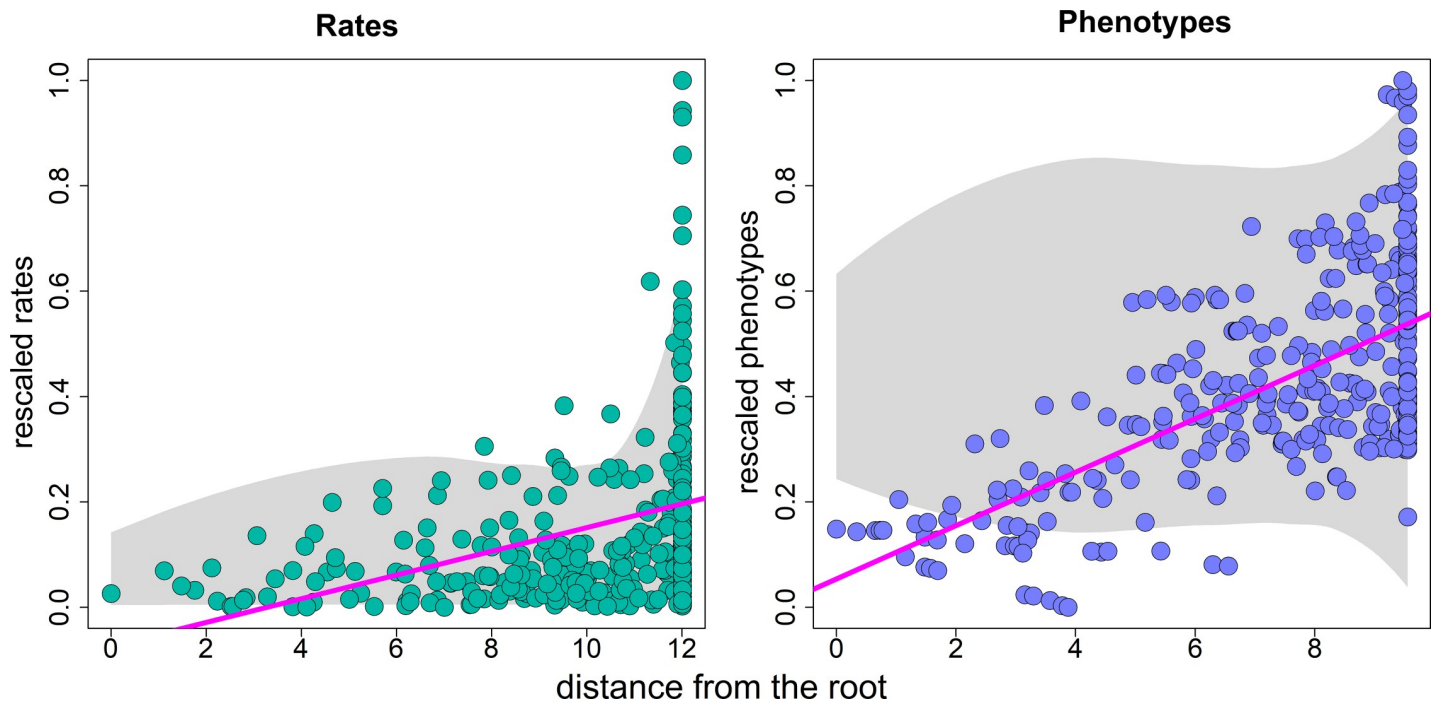 Rates
Phenotypes
rescaled rates
1.0
0.8
0.6
0.4
0.2
0.0
0 2 4 6 8 10 12
rescaled phenotypes
1.0
0.8
0.6
0.4
0.2
0.0
0 2 4 6 8
distance from the root